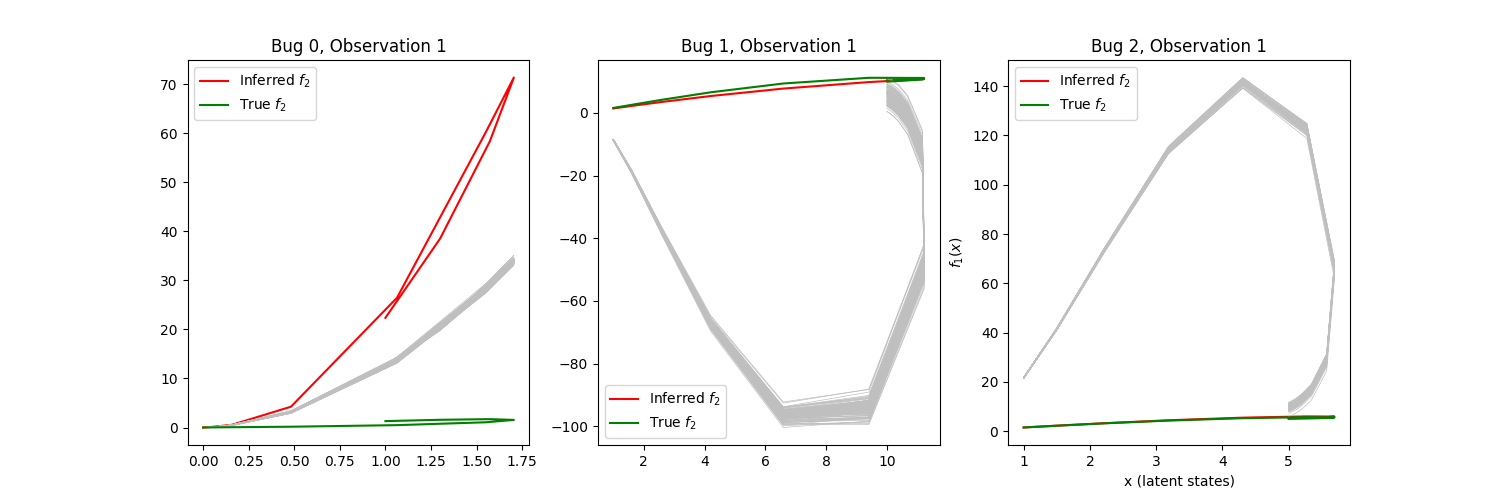 Bug 0, Observation 1
Inferred f₂
True f₂
70
60
50
40
30
20
10
0
0.00 0.25 0.50 0.75 1.00 1.25 1.50 1.75
Bug 1, Observation 1
0
−20
−40
−60
−80
−100
Inferred f₂
True f₂
2 4 6 8 10
Bug 2, Observation 1
Inferred f₂
True f₂
f₁(x)
140
120
100
80
60
40
20
0
1 2 3 4 5
x (latent states)